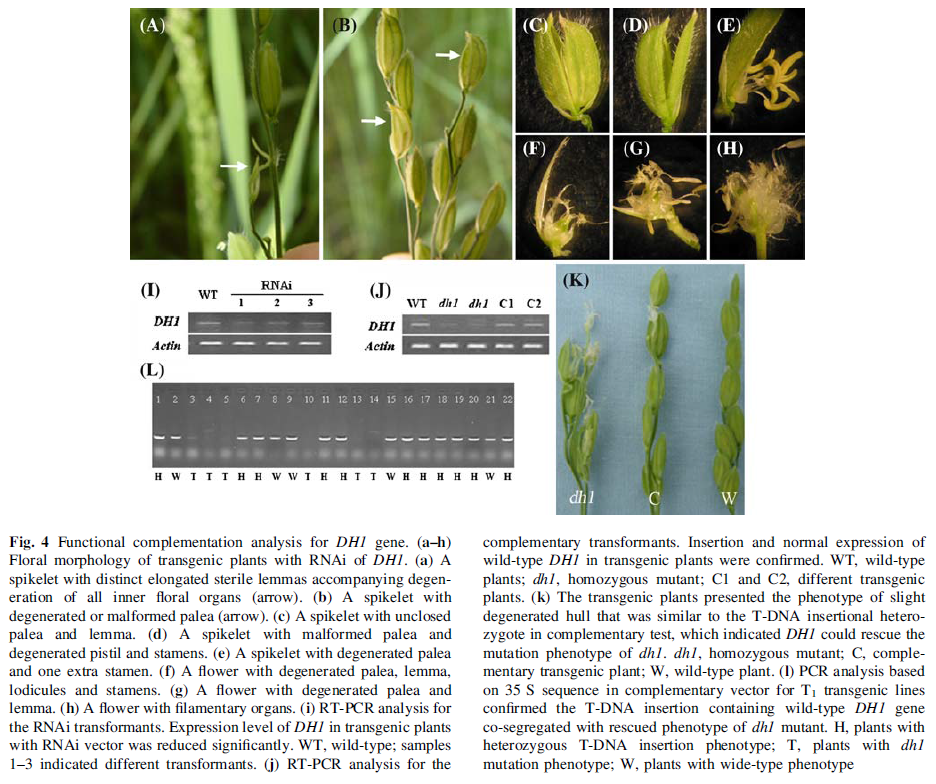 (A)
(B)
(C)
(D)
(E)
(F)
(G)
(H)
(I)
WT
RNAi
1 2 3
DH1
Actin
(J)
WT dh1 dh1 C1 C2
DH1
Actin
(K)
dh1 C W
(L)
1 2 3 4 5 6 7 8 9 10 11 12 13 14 15 16 17 18 19 20 21 22
H W T T T H H W W T H H T T W H H H H H W H
Fig. 4 Functional complementation analysis for DH1 gene. (a–h)
Floral morphology of transgenic plants with RNAi of DH1. (a) A
spikelet with distinct elongated sterile lemmas accompanying degen-
eration of all inner floral organs (arrow). (b) A spikelet with
degenerated or malformed palea (arrow). (c) A spikelet with unclosed
palea and lemma. (d) A spikelet with malformed palea and
degenerated pistil and stamens. (e) A spikelet with degenerated palea
and one extra stamen. (f) A flower with degenerated palea, lemma,
lodicules and stamens. (g) A flower with degenerated palea and
lemma. (h) A flower with filamentary organs. (i) RT-PCR analysis for
the RNAi transformants. Expression level of DH1 in transgenic plants
with RNAi vector was reduced significantly. WT, wild-type; samples
1–3 indicated different transformants. (j) RT-PCR analysis for the
complementary transformants. Insertion and normal expression of
wild-type DH1 in transgenic plants were confirmed. WT, wild-type
plants; dh1, homozygous mutant; C1 and C2, different transgenic
plants. (k) The transgenic plants presented the phenotype of slight
degenerated hull that was similar to the T-DNA insertional hetero-
zygote in complementary test, which indicated DH1 could rescue the
mutation phenotype of dh1. dh1, homozygous mutant; C, comple-
mentary transgenic plant; W, wild-type plant. (l) PCR analysis based
on 35 S sequence in complementary vector for T1 transgenic lines
confirmed the T-DNA insertion containing wild-type DH1 gene
co-segregated with rescued phenotype of dh1 mutant. H, plants with
heterozygous T-DNA insertion phenotype; T, plants with dh1
mutation phenotype; W, plants with wide-type phenotype